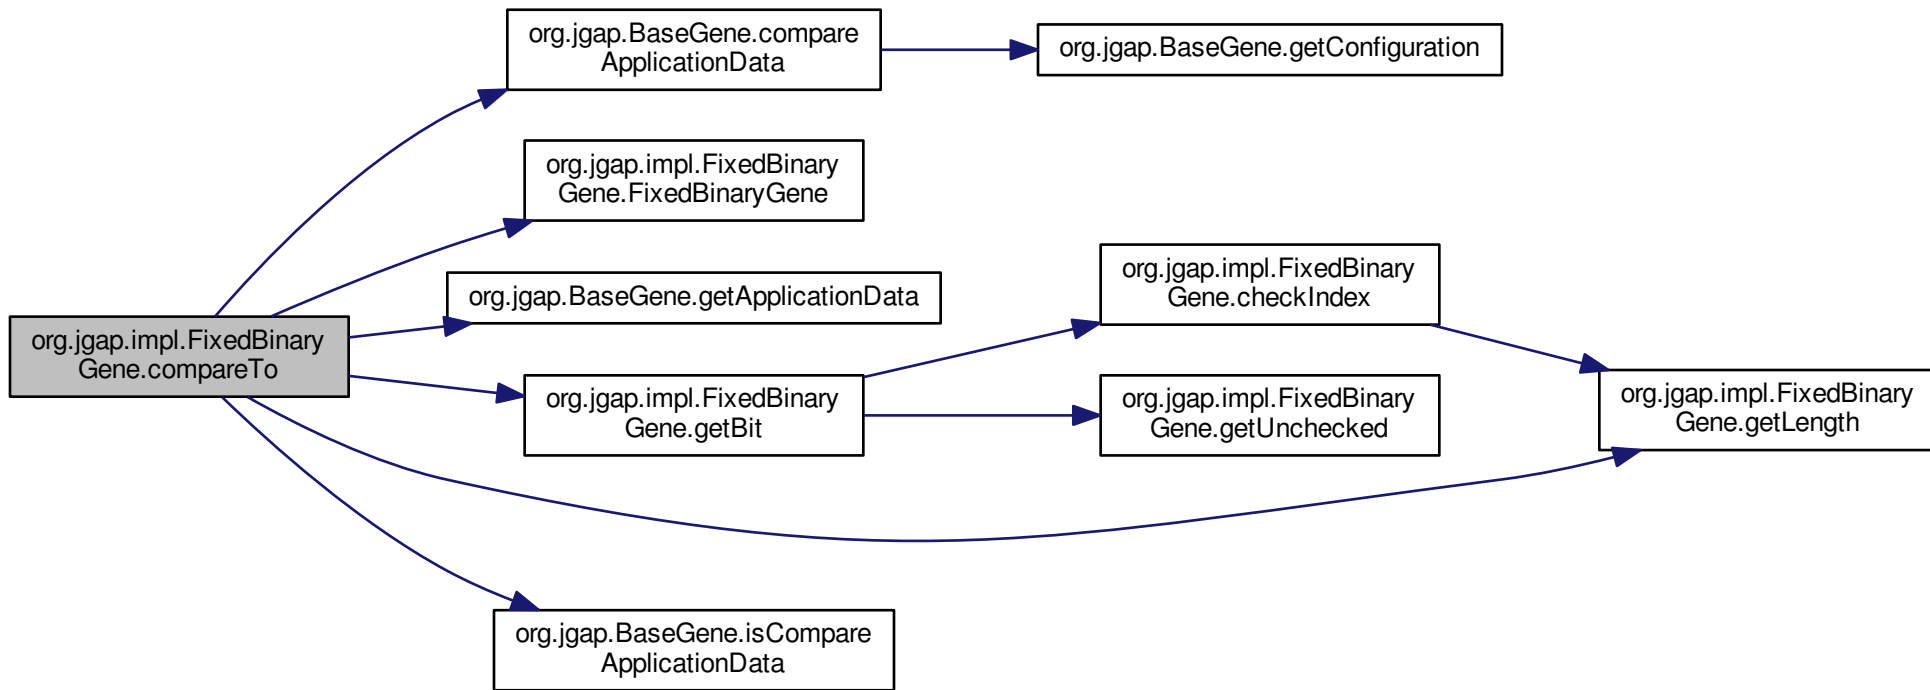 org.jgap.impl.FixedBinary
Gene.compareTo
org.jgap.BaseGene.compare
ApplicationData
org.jgap.BaseGene.getConfiguration
org.jgap.impl.FixedBinary
Gene.FixedBinaryGene
org.jgap.BaseGene.getApplicationData
org.jgap.impl.FixedBinary
Gene.getBit
org.jgap.impl.FixedBinary
Gene.checkIndex
org.jgap.impl.FixedBinary
Gene.getUnchecked
org.jgap.impl.FixedBinary
Gene.getLength
org.jgap.BaseGene.isCompare
ApplicationData